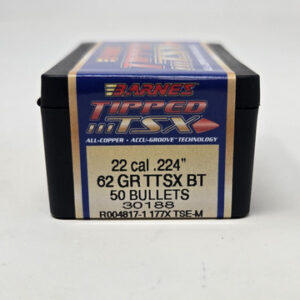 BARNES
TIPPED
TSX
ALL-COPPER · ACCU-GROOVE™ TECHNOLOGY
22 cal .224"
62 GR TTSX BT
50 BULLETS
30188
R004817-1 177X TSE-M